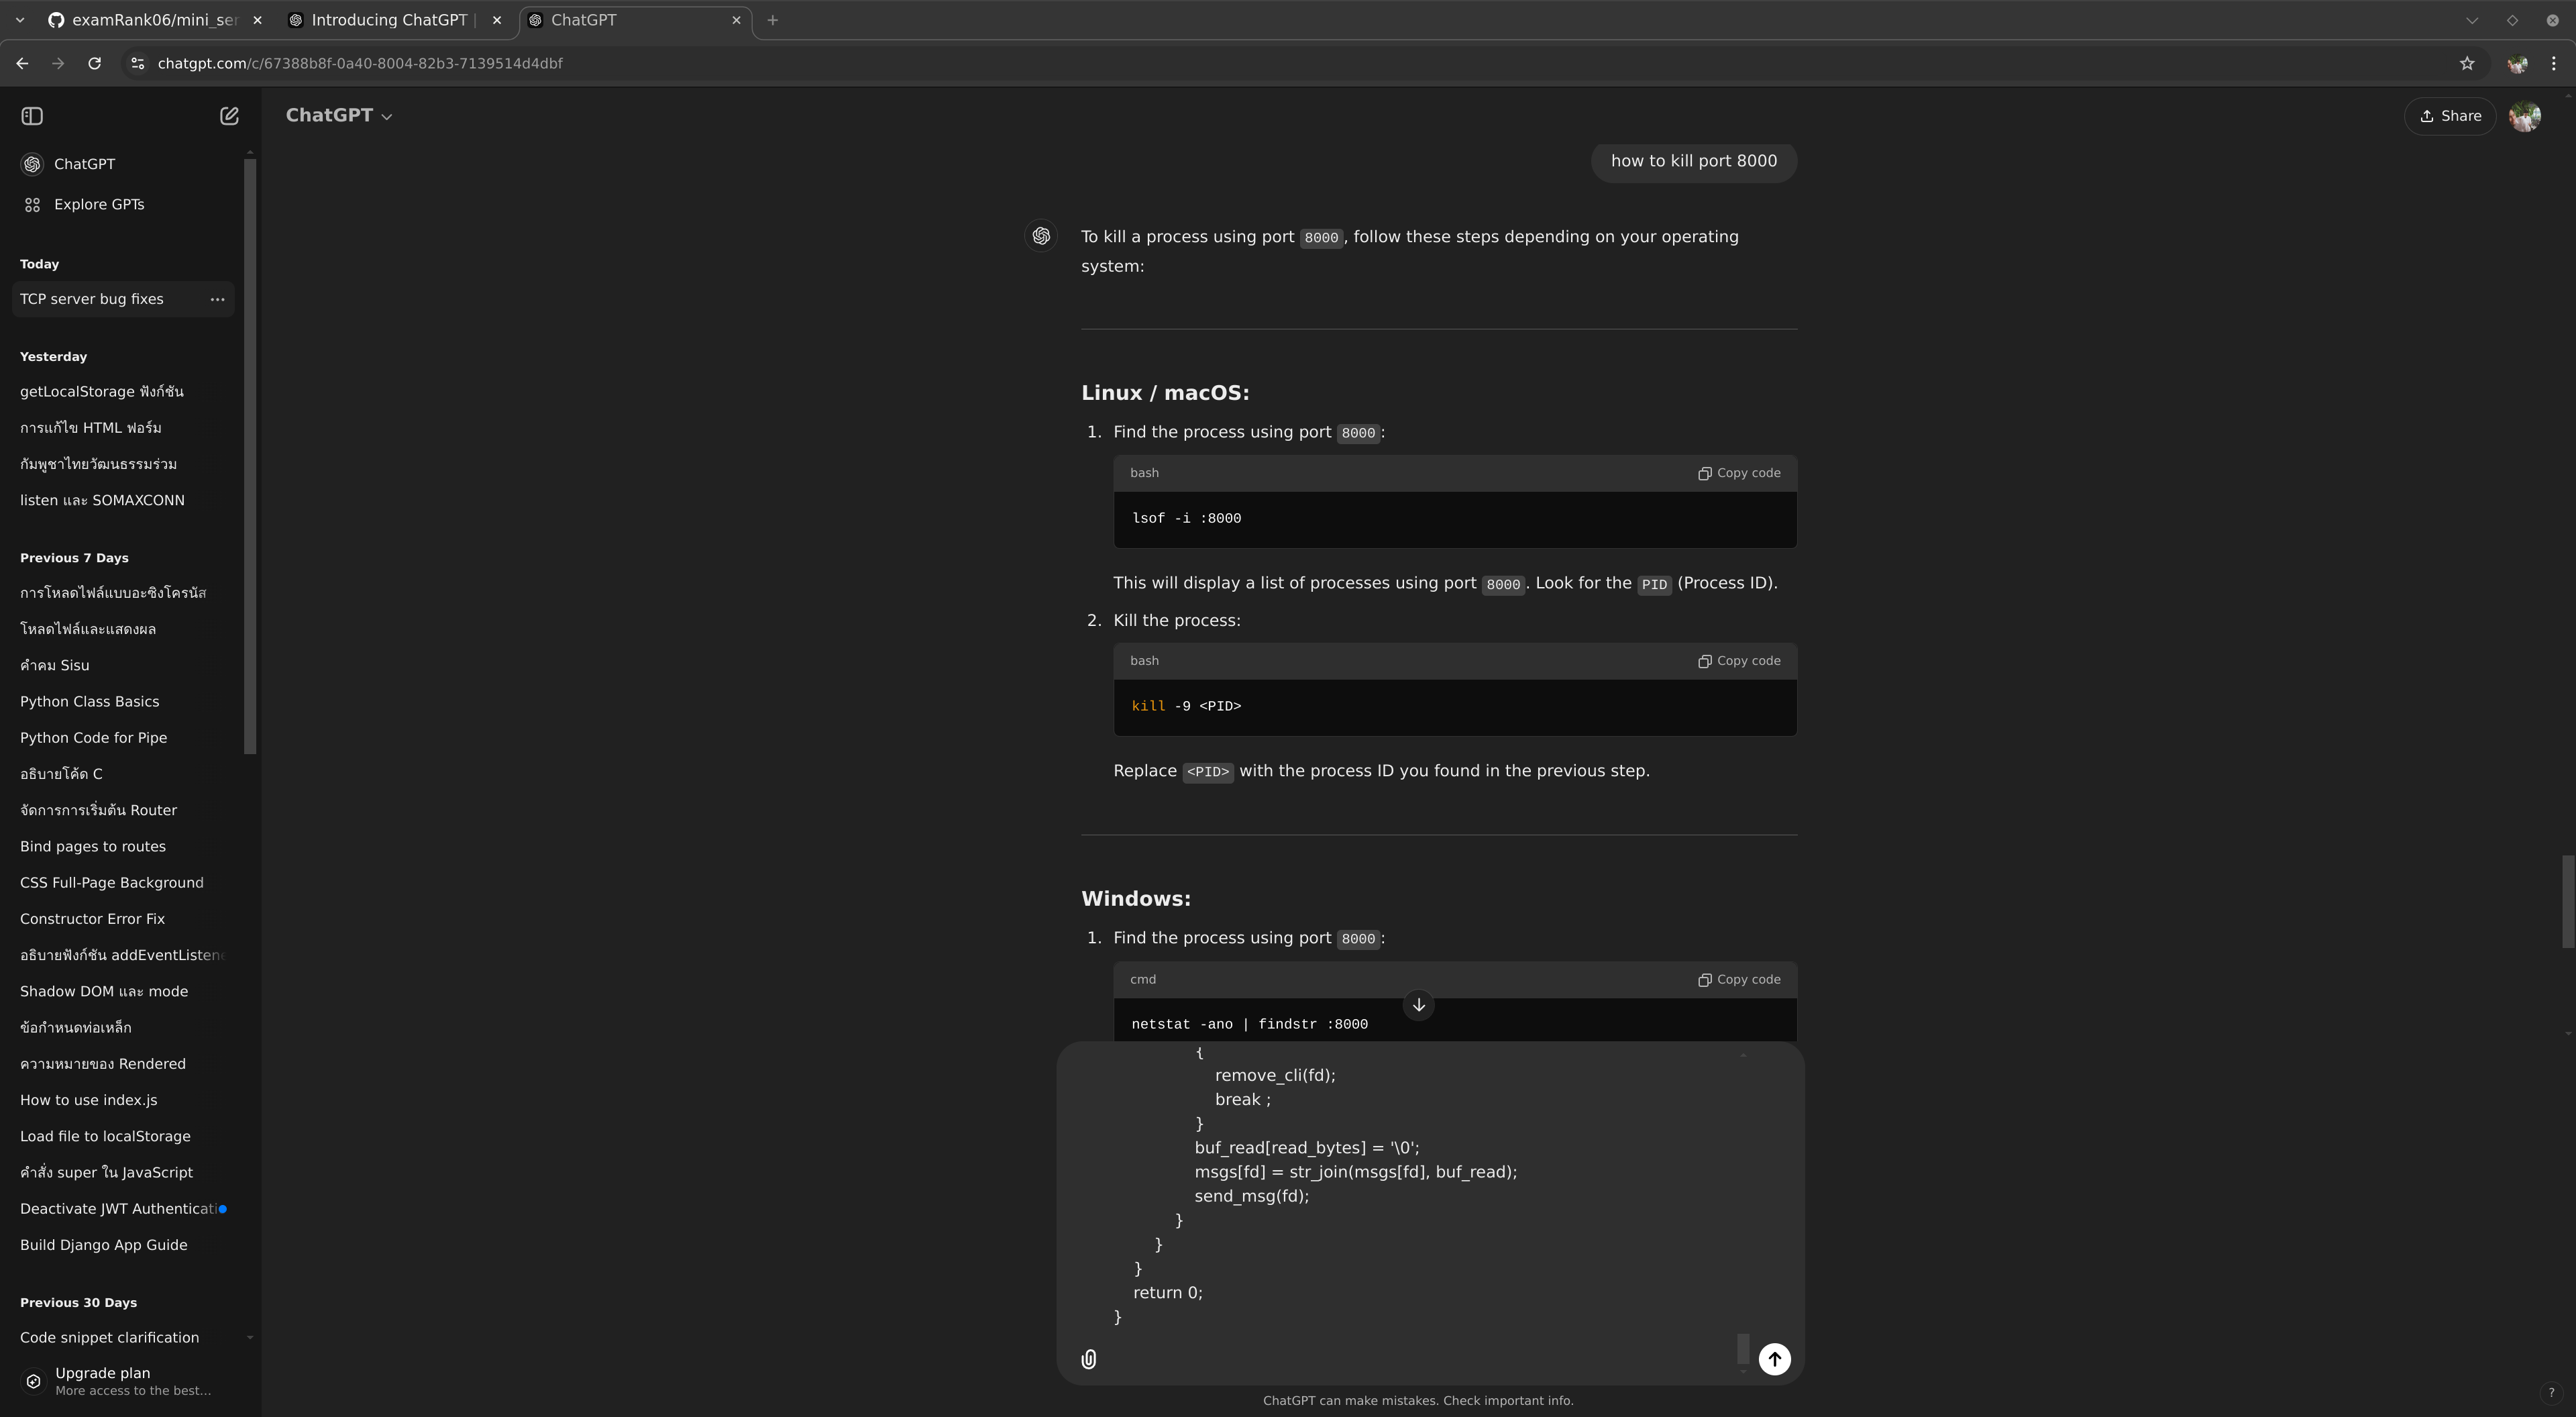 examRank06/mini_ser
Introducing ChatGPT |
ChatGPT
chatgpt.com/c/67388b8f-0a40-8004-82b3-7139514d4dbf
ChatGPT
Explore GPTs
Today
TCP server bug fixes
Yesterday
getLocalStorage ฟังก์ชัน
การแก้ไข HTML ฟอร์ม
กัมพูชาไทยวัฒนธรรมร่วม
listen และ SOMAXCONN
Previous 7 Days
การโหลดไฟล์แบบอะซิงโครนัส
โหลดไฟล์และแสดงผล
คำคม Sisu
Python Class Basics
Python Code for Pipe
อธิบายโค้ด C
จัดการการเริ่มต้น Router
Bind pages to routes
CSS Full-Page Background
Constructor Error Fix
อธิบายฟังก์ชัน addEventListene
Shadow DOM และ mode
ข้อกำหนดท่อเหล็ก
ความหมายของ Rendered
How to use index.js
Load file to localStorage
คำสั่ง super ใน JavaScript
Deactivate JWT Authenticati
Build Django App Guide
Previous 30 Days
Code snippet clarification
Upgrade plan
More access to the best...
ChatGPT
Share
how to kill port 8000
To kill a process using port 8000, follow these steps depending on your operating
system:
Linux / macOS:
1. Find the process using port 8000:
bash
Copy code
lsof -i :8000
This will display a list of processes using port 8000. Look for the PID (Process ID).
2. Kill the process:
bash
Copy code
kill -9 <PID>
Replace <PID> with the process ID you found in the previous step.
Windows:
1. Find the process using port 8000:
cmd
Copy code
netstat -ano | findstr :8000
{
remove_cli(fd);
break ;
}
buf_read[read_bytes] = '\0';
msgs[fd] = str_join(msgs[fd], buf_read);
send_msg(fd);
}
}
}
return 0;
}
ChatGPT can make mistakes. Check important info.
?